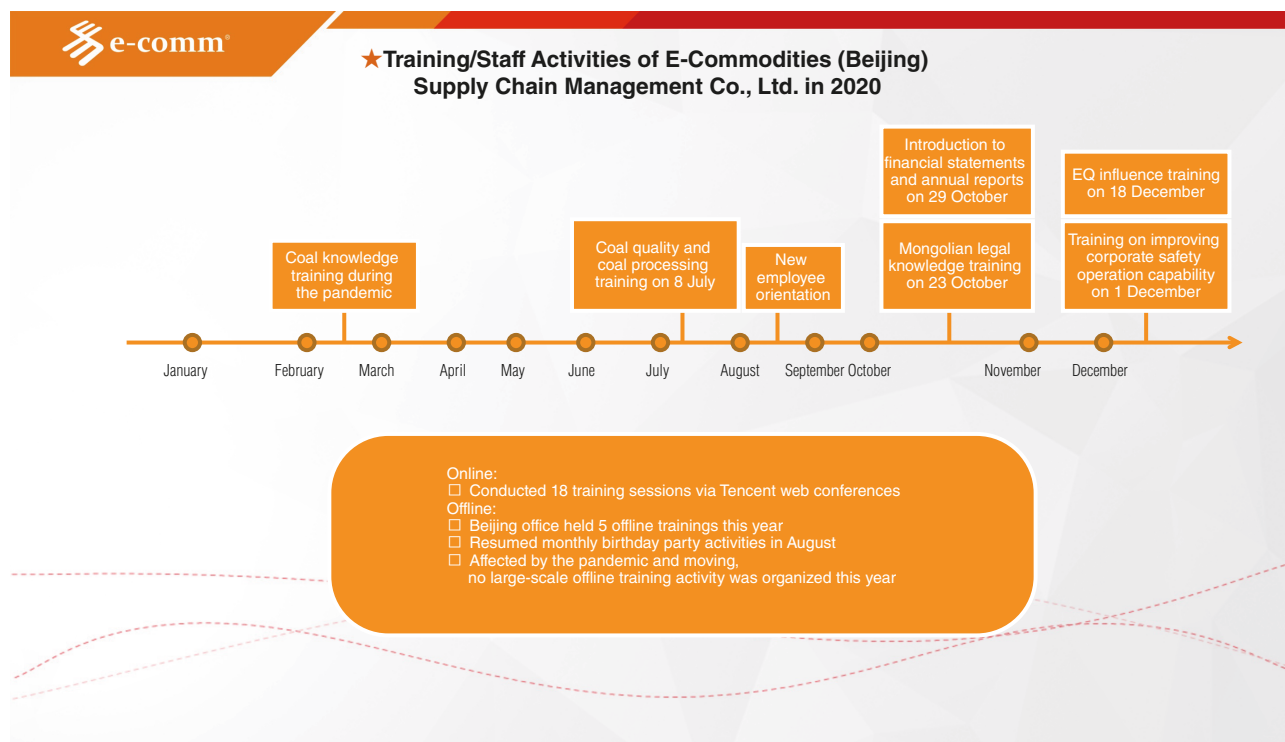 e-comm®
★Training/Staff Activities of E-Commodities (Beijing)
Supply Chain Management Co., Ltd. in 2020
Coal knowledge
training during
the pandemic
Coal quality and
coal processing
training on 8 July
New
employee
orientation
Introduction to
financial statements
and annual reports
on 29 October
Mongolian legal
knowledge training
on 23 October
EQ influence training
on 18 December
Training on improving
corporate safety
operation capability
on 1 December
January
February
March
April
May
June
July
August
September
October
November
December
Online:
☐ Conducted 18 training sessions via Tencent web conferences
Offline:
☐ Beijing office held 5 offline trainings this year
☐ Resumed monthly birthday party activities in August
☐ Affected by the pandemic and moving,
no large-scale offline training activity was organized this year